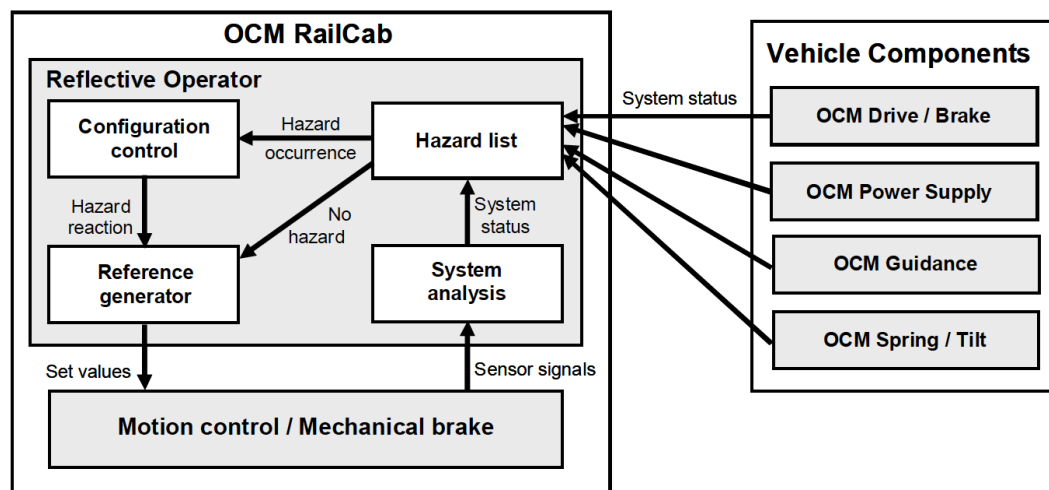 OCM RailCab
Reflective Operator
Configuration
control
Hazard
occurrence
Hazard list
Hazard
reaction
No
hazard
System
status
Reference
generator
System
analysis
Set values
Sensor signals
Motion control / Mechanical brake
System status
Vehicle Components
OCM Drive / Brake
OCM Power Supply
OCM Guidance
OCM Spring / Tilt